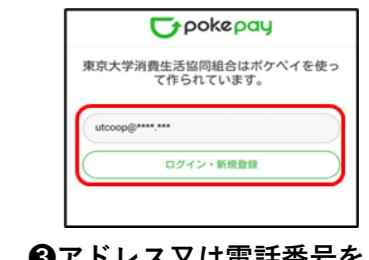 pokepay
東京大学消費生活協同組合はポケペイを使っ
て作られています。
utcoop@****.***
ログイン・新規登録
❸アドレス又は電話番号を